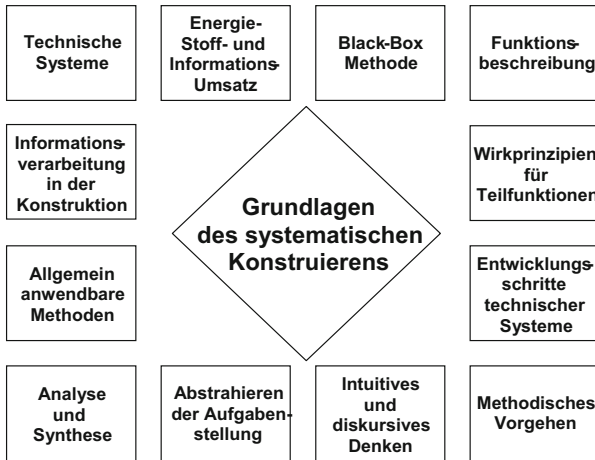 Technische
Systeme
Energie-
Stoff- und
Informations-
Umsatz
Black-Box
Methode
Funktions-
beschreibung
Informations-
verarbeitung
in der
Konstruktion
Wirkprinzipien
für
Teilfunktionen
Grundlagen
des systematischen
Konstruierens
Allgemein
anwendbare
Methoden
Entwicklungs-
schritte
technischer
Systeme
Analyse
und
Synthese
Abstrahieren
der Aufgaben-
stellung
Intuitives
und
diskursives
Denken
Methodisches
Vorgehen